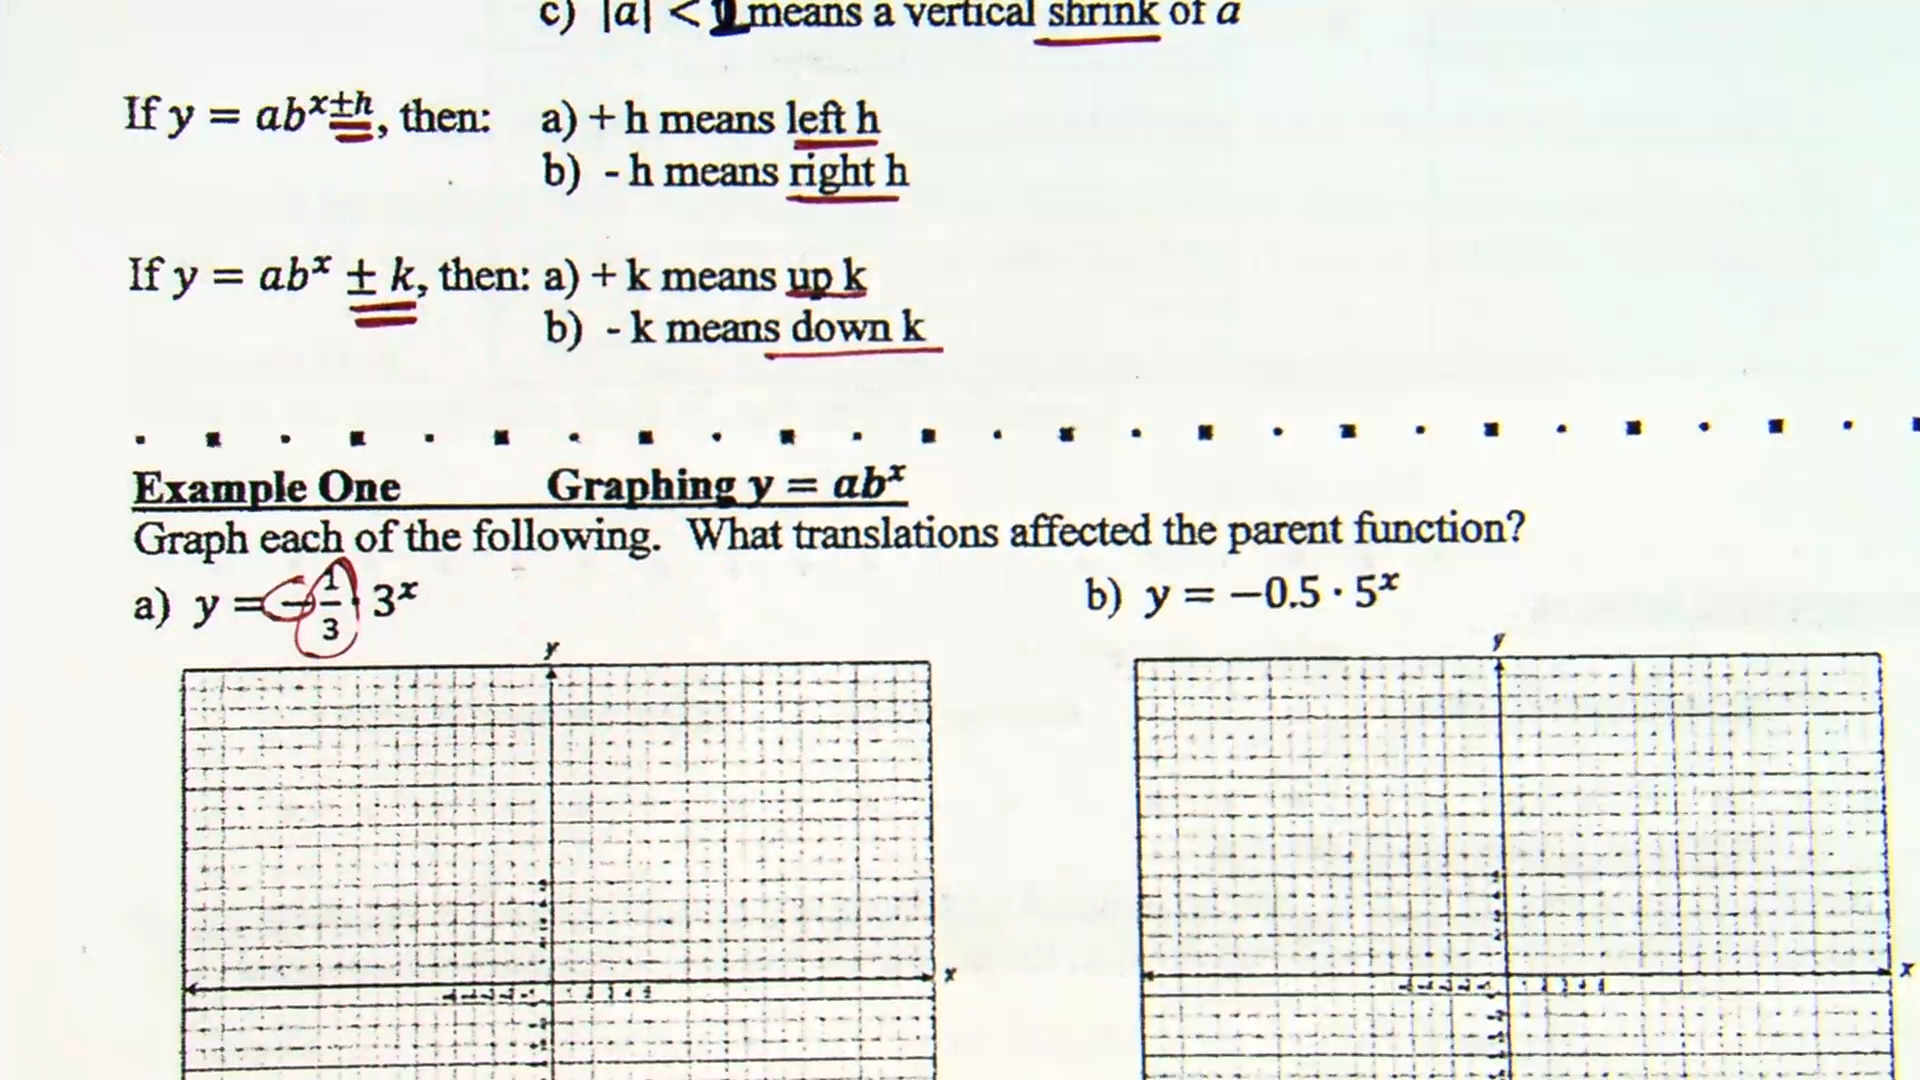 c) |a| < 1 means a vertical shrink of a
If y = ab^{x±h}, then: a) + h means left h
b) - h means right h
If y = ab^x ± k, then: a) + k means up k
b) - k means down k
Example One Graphing y = ab^x
Graph each of the following. What translations affected the parent function?
a) y = -\frac{1}{3} · 3^x b) y = −0.5 · 5^x
y y
x x